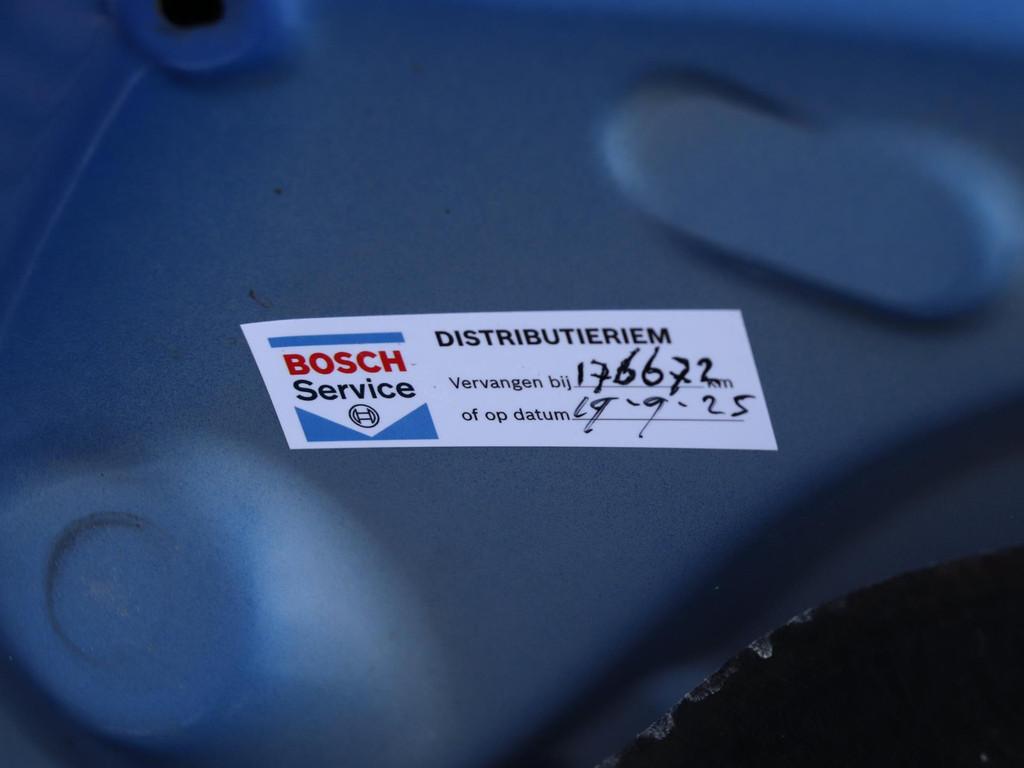 BOSCH
Service
DISTRIBUTIERIEM
Vervangen bij 176672 km
of op datum 19-9-25